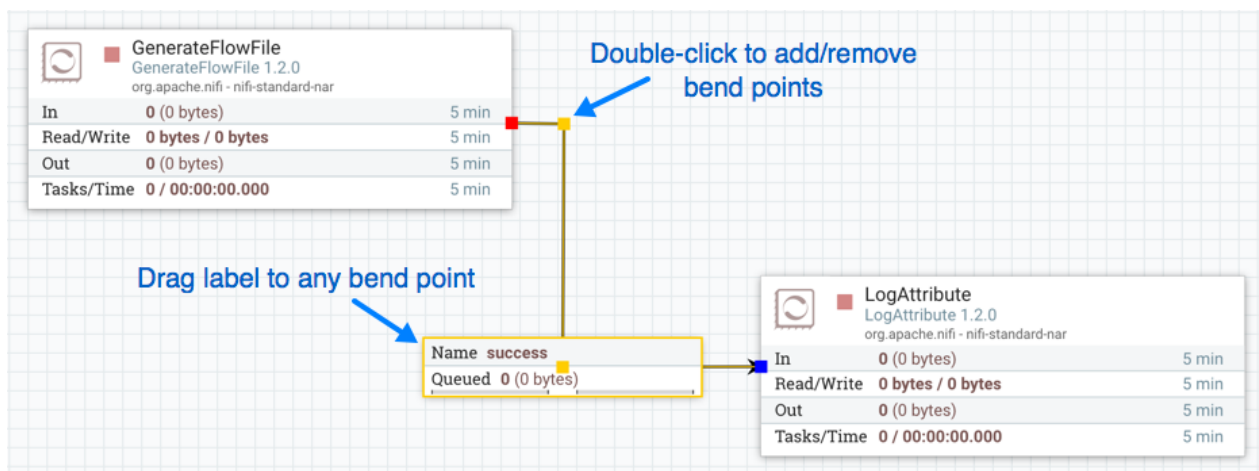 GenerateFlowFile
GenerateFlowFile 1.2.0
org.apache.nifi - nifi-standard-nar
In 0 (0 bytes) 5 min
Read/Write 0 bytes / 0 bytes 5 min
Out 0 (0 bytes) 5 min
Tasks/Time 0 / 00:00:00.000 5 min
Double-click to add/remove
bend points
Drag label to any bend point
Name success
Queued 0 (0 bytes)
LogAttribute
LogAttribute 1.2.0
org.apache.nifi - nifi-standard-nar
In 0 (0 bytes) 5 min
Read/Write 0 bytes / 0 bytes 5 min
Out 0 (0 bytes) 5 min
Tasks/Time 0 / 00:00:00.000 5 min